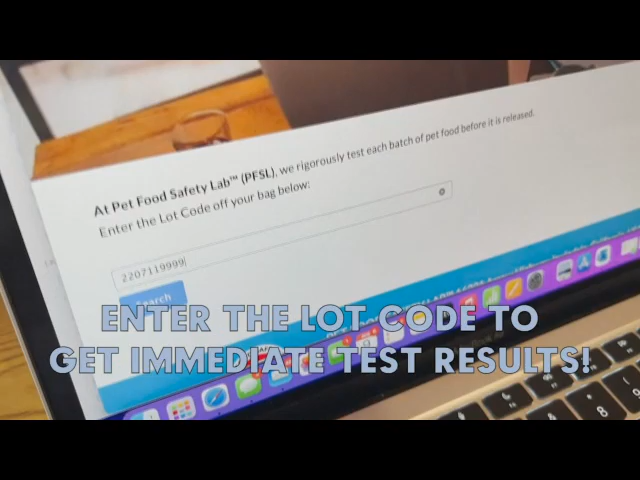 At Pet Food Safety Lab™ (PFSL), we rigorously test each batch of pet food before it is released.
Enter the Lot Code off your bag below:
2207119999
Search
ENTER THE LOT CODE TO
GET IMMEDIATE TEST RESULTS!